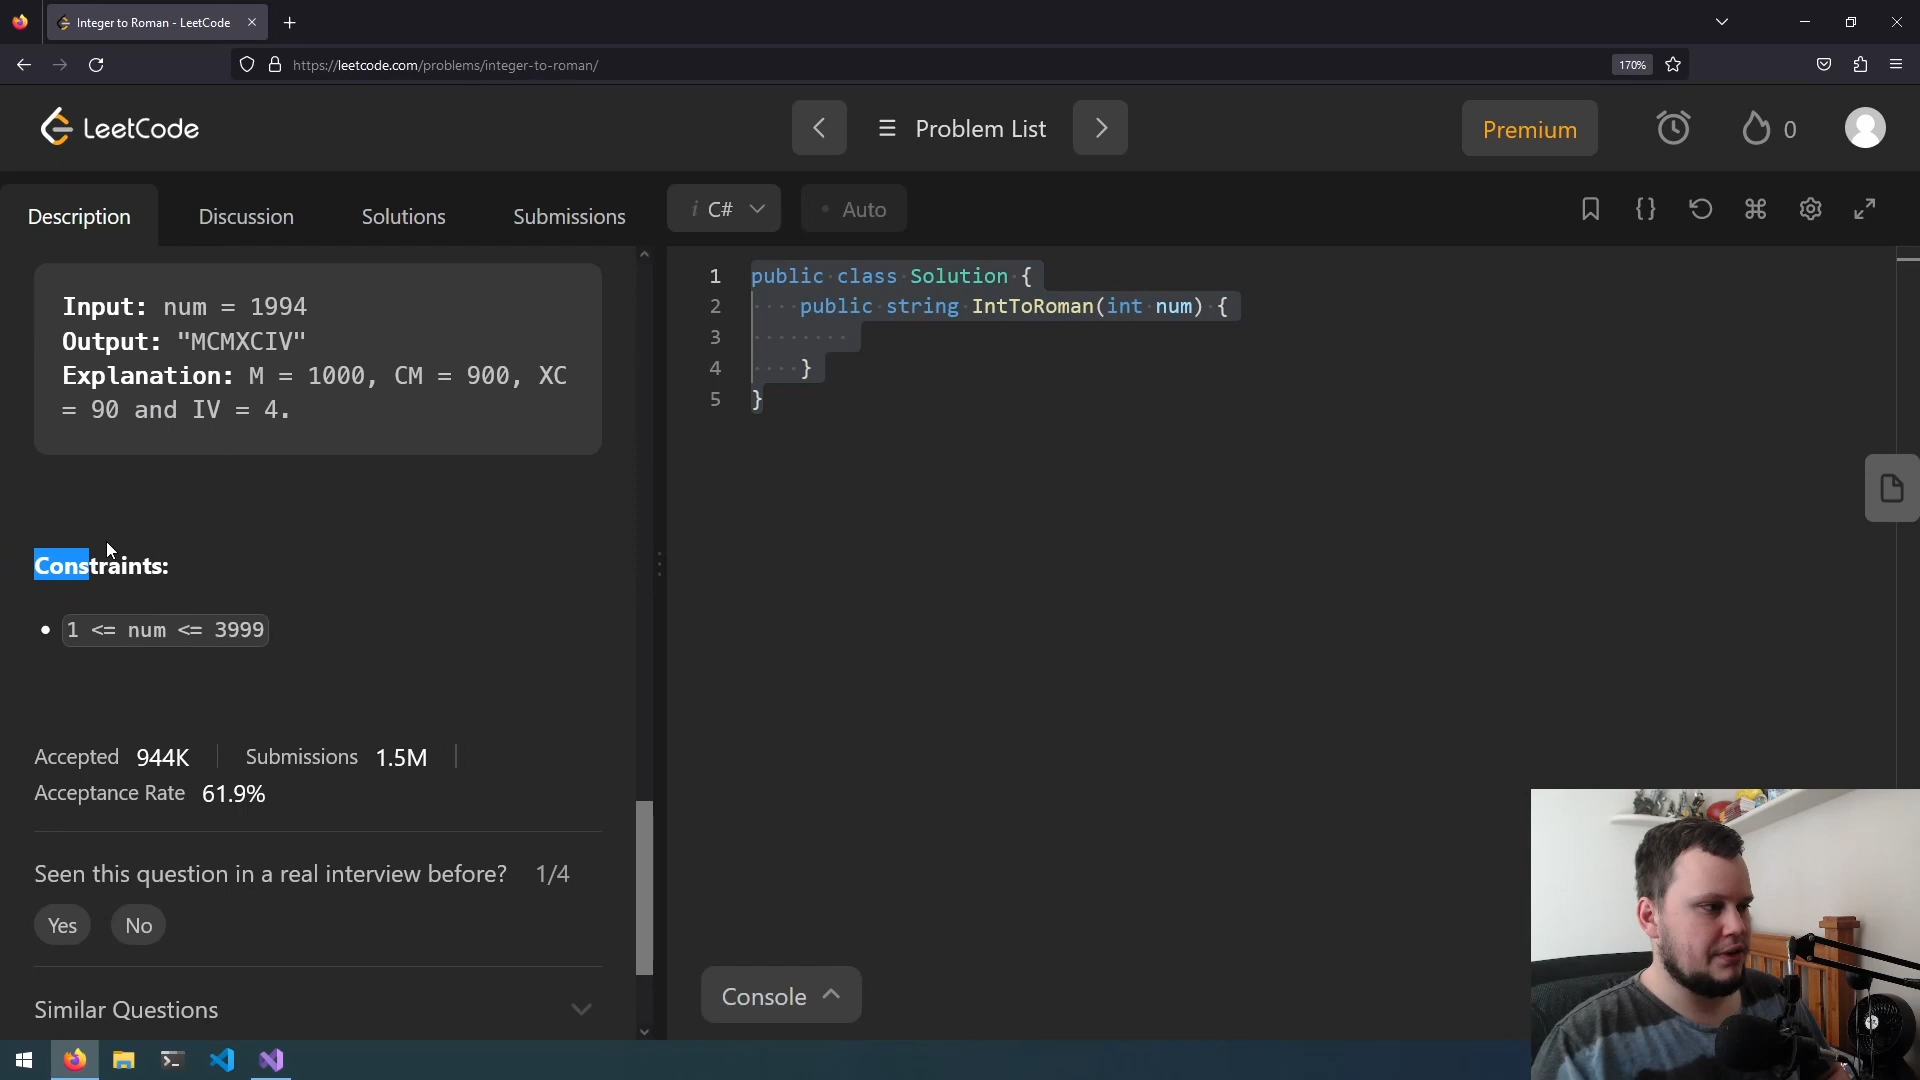 Integer to Roman - LeetCode
https://leetcode.com/problems/integer-to-roman/
170%
LeetCode
Problem List
Premium
0
Description Discussion Solutions Submissions
i C#
Auto
{}
Input: num = 1994
Output: "MCMXCIV"
Explanation: M = 1000, CM = 900, XC
= 90 and IV = 4.
Constraints:
1 <= num <= 3999
Accepted 944K Submissions 1.5M
Acceptance Rate 61.9%
Seen this question in a real interview before? 1/4
Yes No
Similar Questions
1 public class Solution {
2 public string IntToRoman(int num) {
3
4 }
5 }
Console